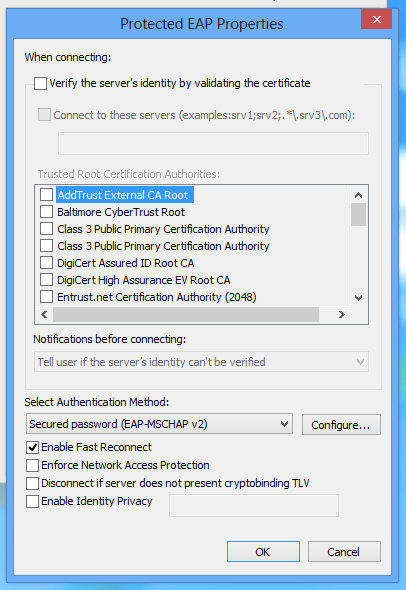 Protected EAP Properties
When connecting:
Verify the server's identity by validating the certificate
Connect to these servers (examples:srv1;srv2;.*\.srv3\.com):
Trusted Root Certification Authorities:
AddTrust External CA Root
Baltimore CyberTrust Root
Class 3 Public Primary Certification Authority
Class 3 Public Primary Certification Authority
DigiCert Assured ID Root CA
DigiCert High Assurance EV Root CA
Entrust.net Certification Authority (2048)
Notifications before connecting:
Tell user if the server's identity can't be verified
Select Authentication Method:
Secured password (EAP-MSCHAP v2)
Configure...
Enable Fast Reconnect
Enforce Network Access Protection
Disconnect if server does not present cryptobinding TLV
Enable Identity Privacy
OK
Cancel